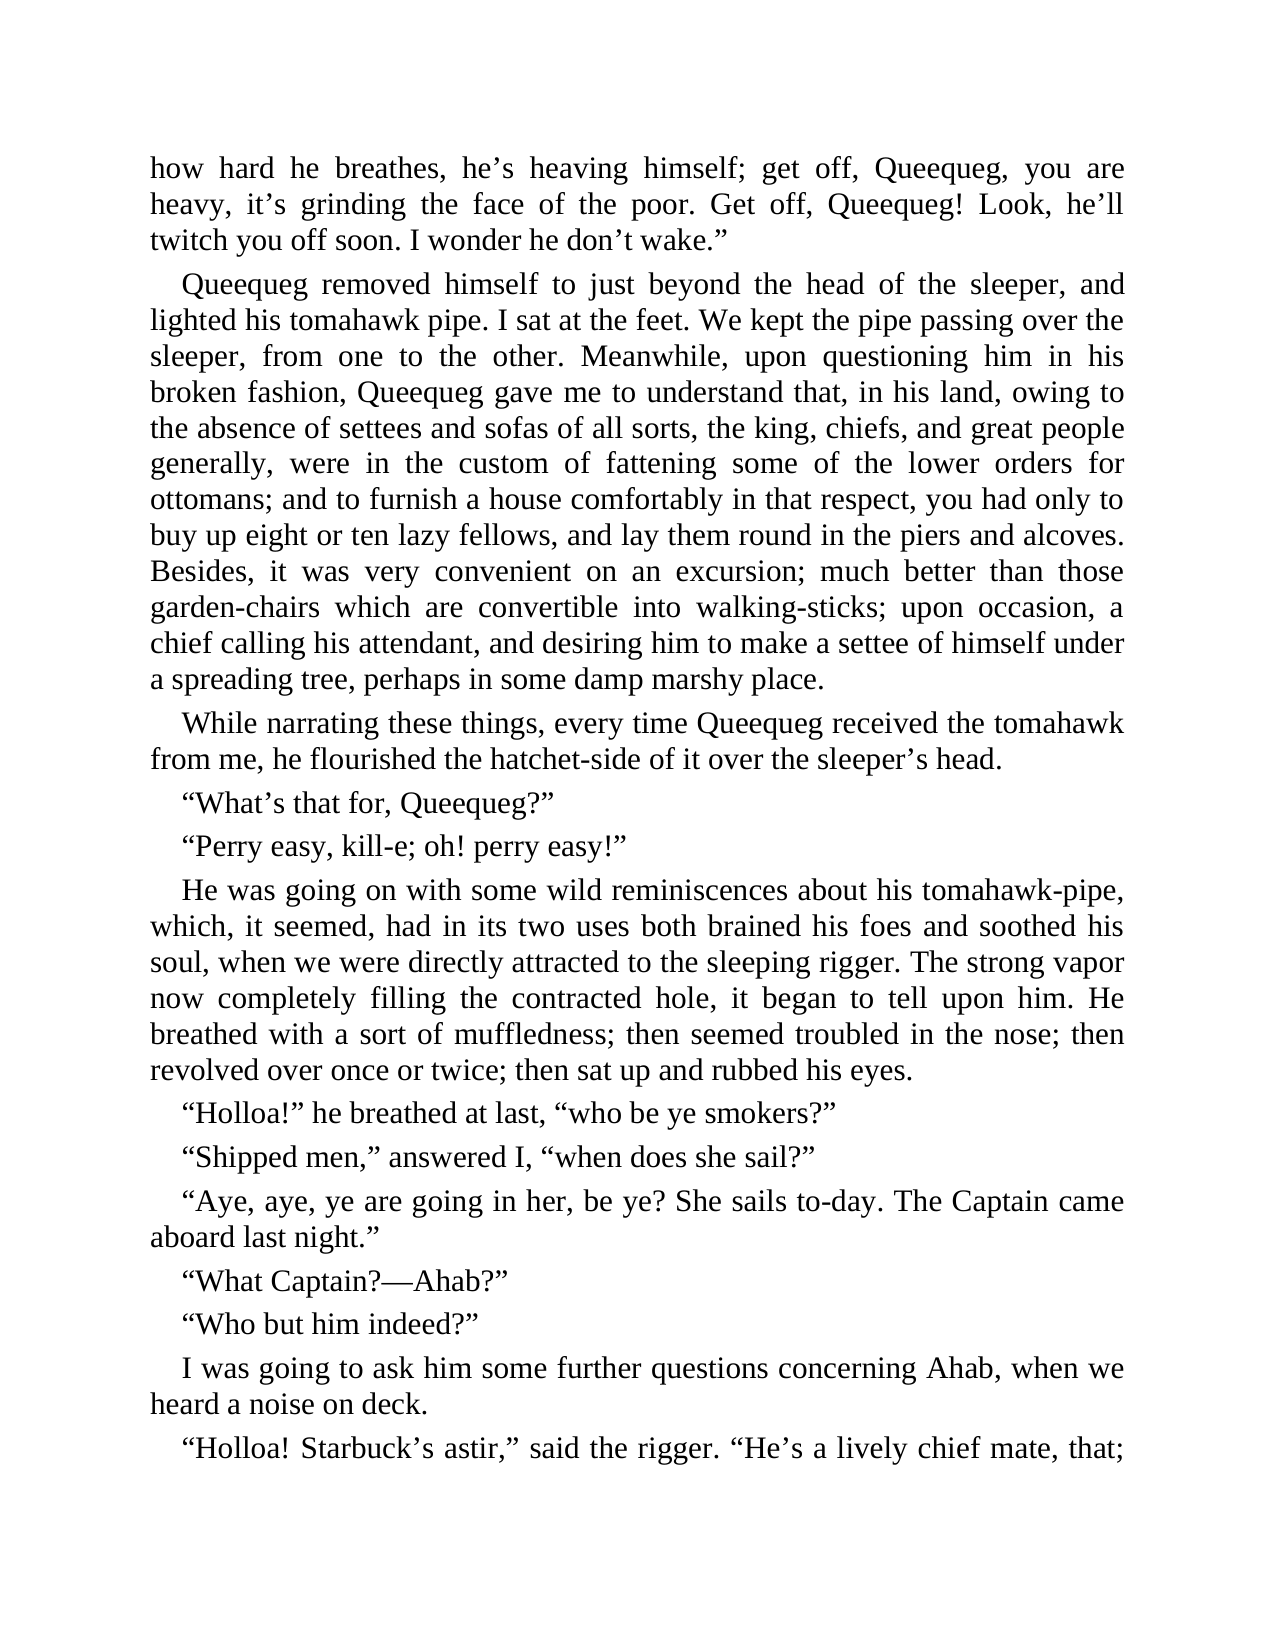 how hard he breathes, he’s heaving himself; get off, Queequeg, you are
heavy, it’s grinding the face of the poor. Get off, Queequeg! Look, he’ll
twitch you off soon. I wonder he don’t wake.”
Queequeg removed himself to just beyond the head of the sleeper, and
lighted his tomahawk pipe. I sat at the feet. We kept the pipe passing over the
sleeper, from one to the other. Meanwhile, upon questioning him in his
broken fashion, Queequeg gave me to understand that, in his land, owing to
the absence of settees and sofas of all sorts, the king, chiefs, and great people
generally, were in the custom of fattening some of the lower orders for
ottomans; and to furnish a house comfortably in that respect, you had only to
buy up eight or ten lazy fellows, and lay them round in the piers and alcoves.
Besides, it was very convenient on an excursion; much better than those
garden-chairs which are convertible into walking-sticks; upon occasion, a
chief calling his attendant, and desiring him to make a settee of himself under
a spreading tree, perhaps in some damp marshy place.
While narrating these things, every time Queequeg received the tomahawk
from me, he flourished the hatchet-side of it over the sleeper’s head.
“What’s that for, Queequeg?”
“Perry easy, kill-e; oh! perry easy!”
He was going on with some wild reminiscences about his tomahawk-pipe,
which, it seemed, had in its two uses both brained his foes and soothed his
soul, when we were directly attracted to the sleeping rigger. The strong vapor
now completely filling the contracted hole, it began to tell upon him. He
breathed with a sort of muffledness; then seemed troubled in the nose; then
revolved over once or twice; then sat up and rubbed his eyes.
“Holloa!” he breathed at last, “who be ye smokers?”
“Shipped men,” answered I, “when does she sail?”
“Aye, aye, ye are going in her, be ye? She sails to-day. The Captain came
aboard last night.”
“What Captain?—Ahab?”
“Who but him indeed?”
I was going to ask him some further questions concerning Ahab, when we
heard a noise on deck.
“Holloa! Starbuck’s astir,” said the rigger. “He’s a lively chief mate, that;